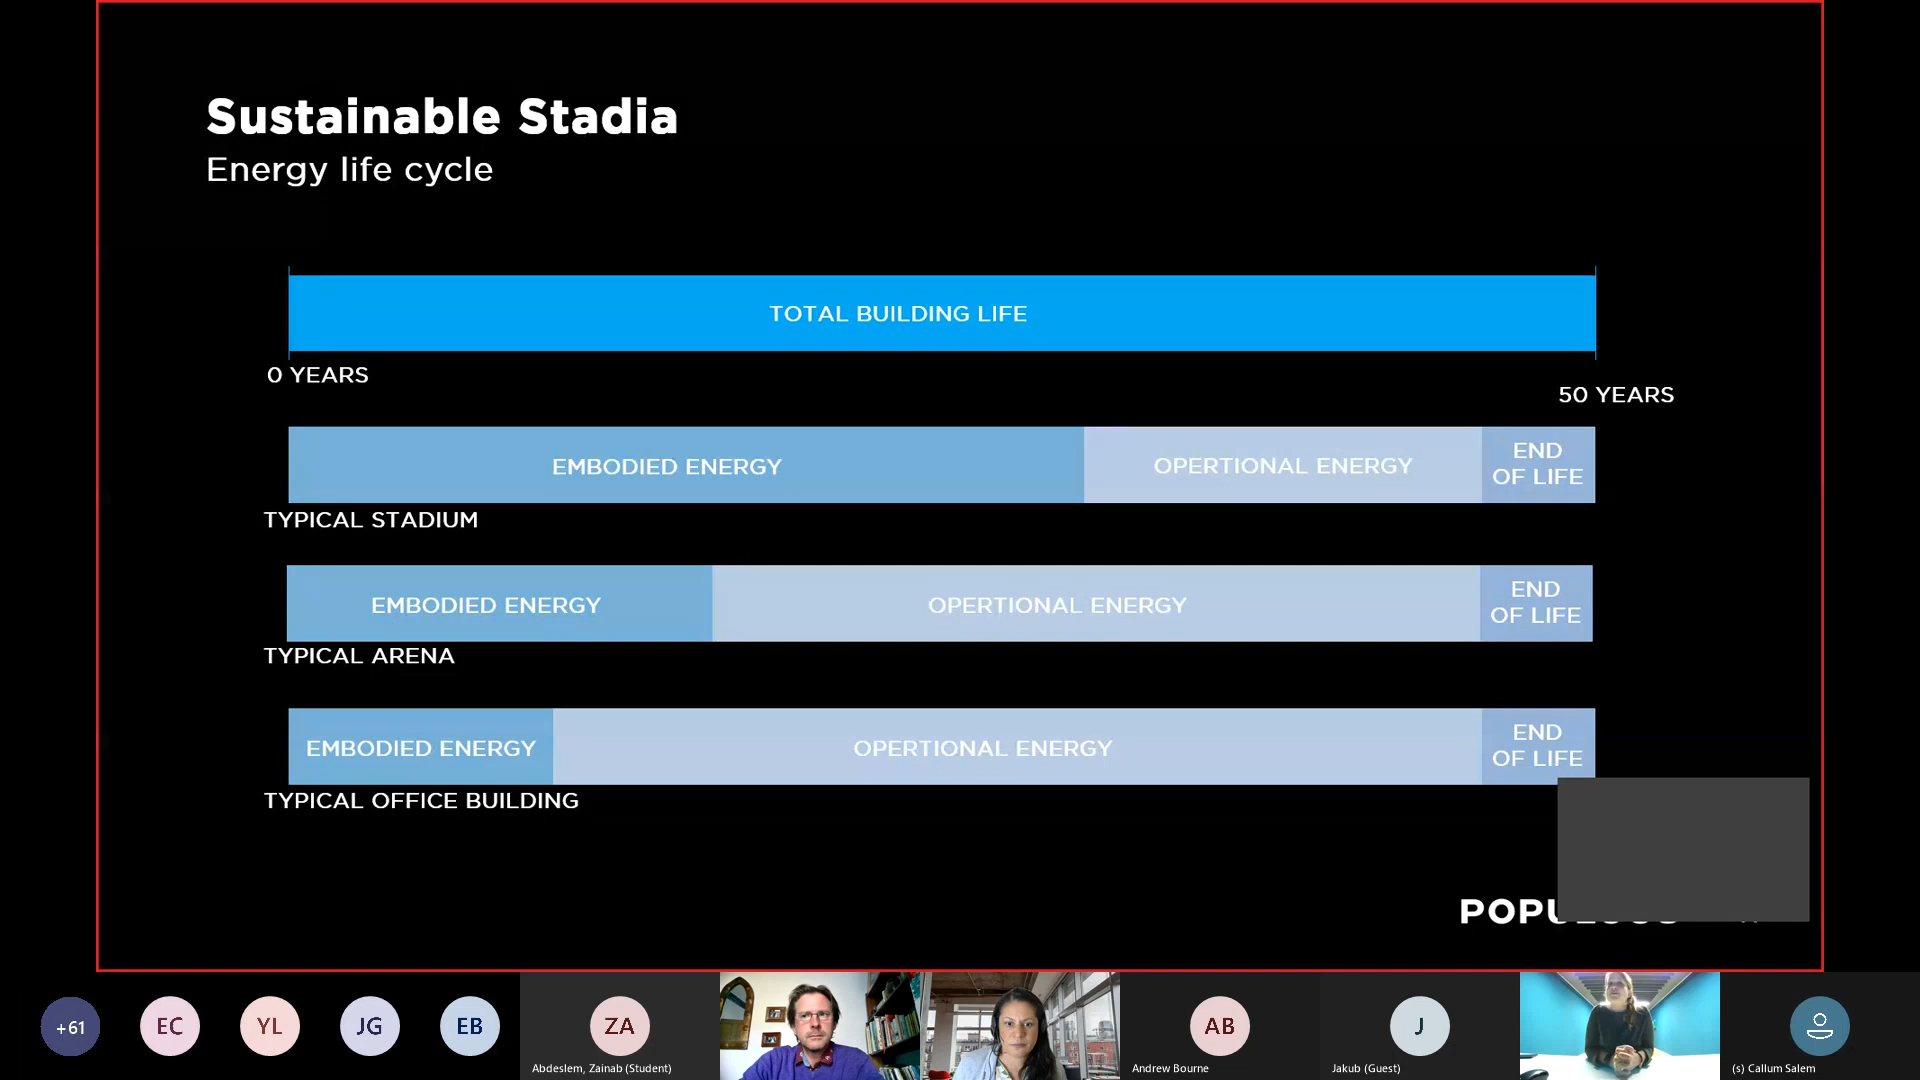 Sustainable Stadia
Energy life cycle
TOTAL BUILDING LIFE
0 YEARS
50 YEARS
EMBODIED ENERGY
OPERTIONAL ENERGY
END
OF LIFE
TYPICAL STADIUM
EMBODIED ENERGY
OPERTIONAL ENERGY
END
OF LIFE
TYPICAL ARENA
EMBODIED ENERGY
OPERTIONAL ENERGY
END
OF LIFE
TYPICAL OFFICE BUILDING
+61
EC
YL
JG
EB
ZA
AB
J
Abdeslem, Zainab (Student)
Andrew Bourne
Jakub (Guest)
(s) Callum Salem